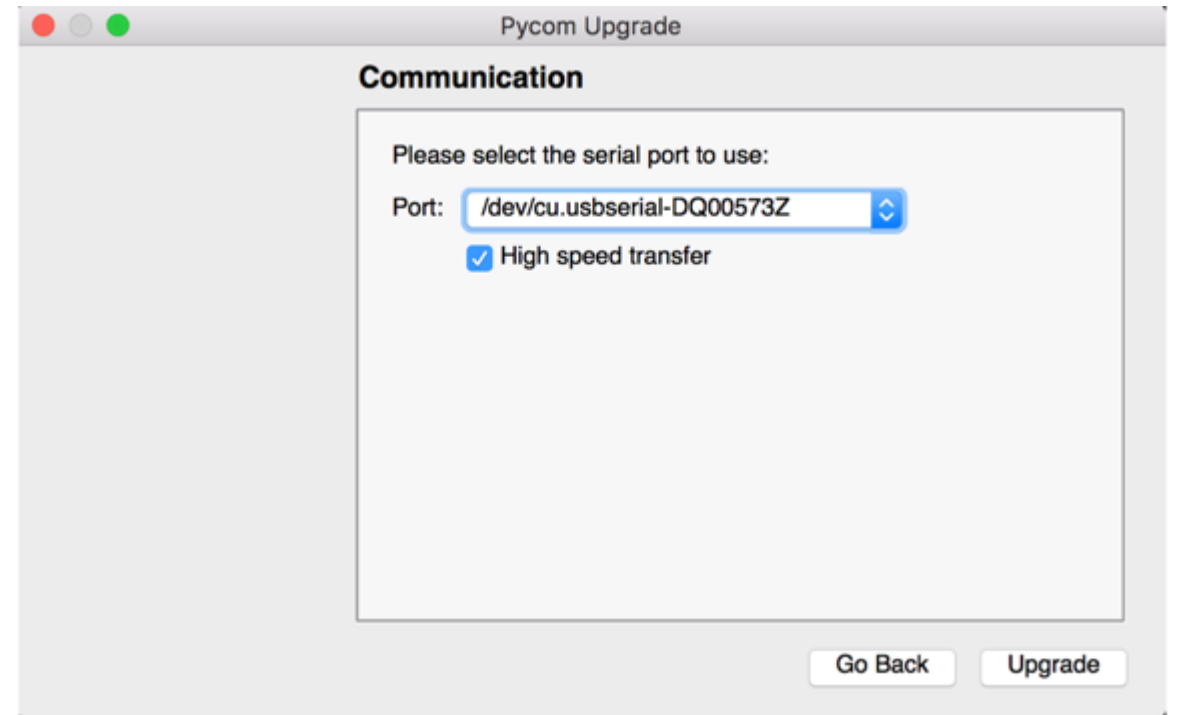 Pycom Upgrade
Communication
Please select the serial port to use:
Port: /dev/cu.usbserial-DQ00573Z
High speed transfer
Go Back Upgrade